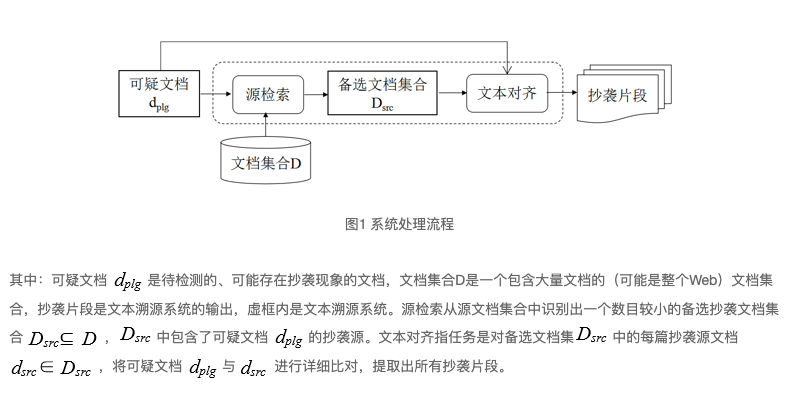 可疑文档
dplg
源检索
备选文档集合
Dsrc
文本对齐
抄袭片段
文档集合D
图1 系统处理流程
其中：可疑文档 dplg 是待检测的、可能存在抄袭现象的文档，文档集合D是一个包含大量文档的（可能是整个Web）文档集
合，抄袭片段是文本溯源系统的输出，虚框内是文本溯源系统。源检索从源文档集合中识别出一个数目较小的备选抄袭文档集
合 Dsrc⊆ D ，Dsrc 中包含了可疑文档 dplg 的抄袭源。文本对齐指任务是对备选文档集Dsrc 中的每篇抄袭源文档
dsrc∈ Dsrc ，将可疑文档 dplg 与 dsrc 进行详细比对，提取出所有抄袭片段。